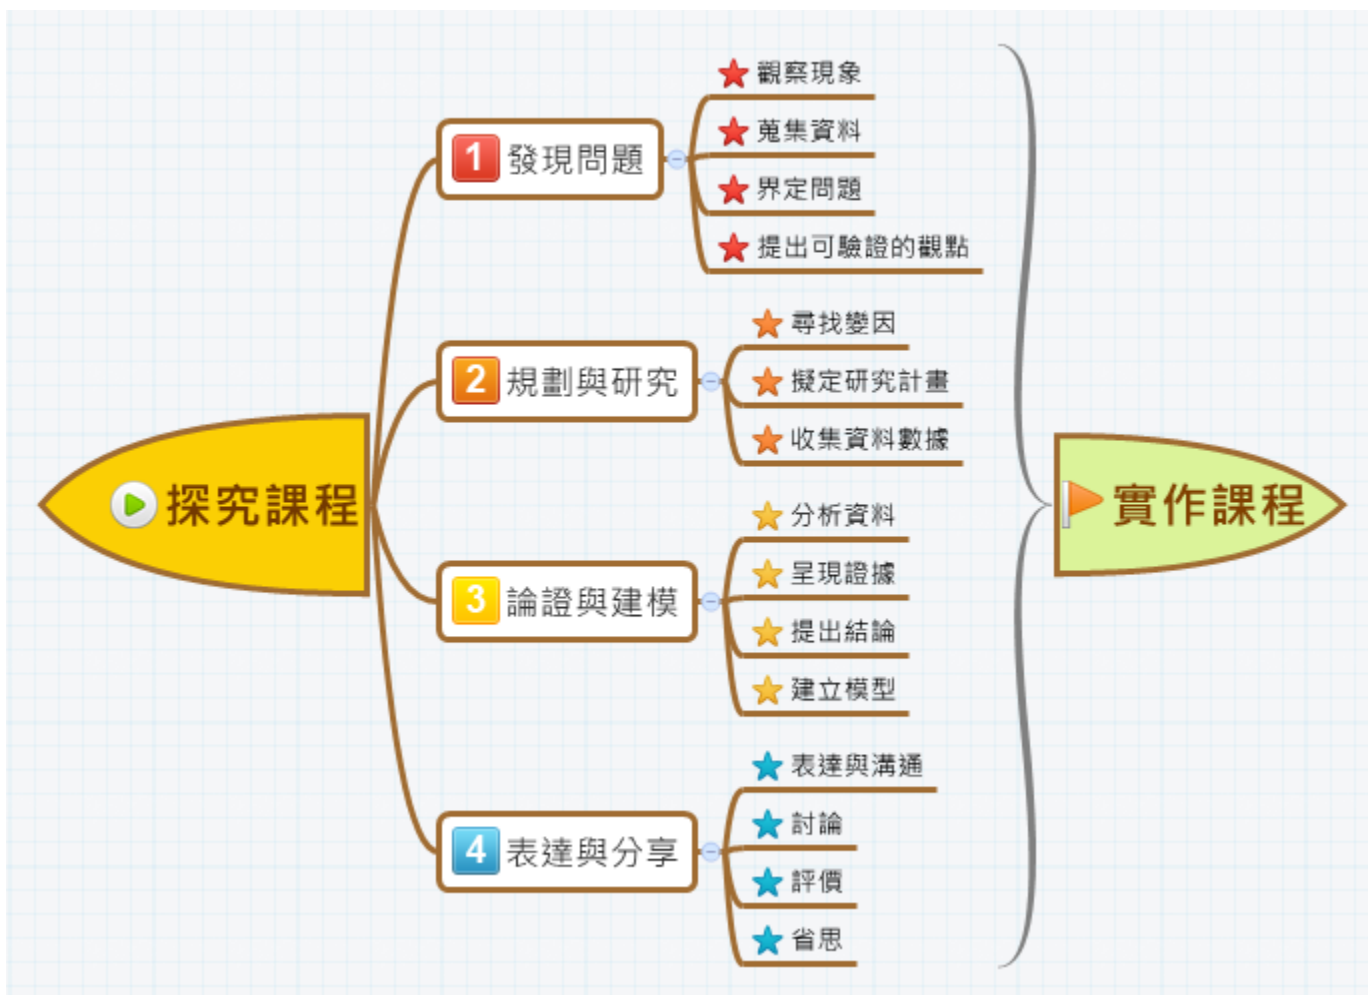 探究課程
1 發現問題
觀察現象
蒐集資料
界定問題
提出可驗證的觀點
2 規劃與研究
尋找變因
擬定研究計畫
收集資料數據
3 論證與建模
分析資料
呈現證據
提出結論
建立模型
4 表達與分享
表達與溝通
討論
評價
省思
實作課程